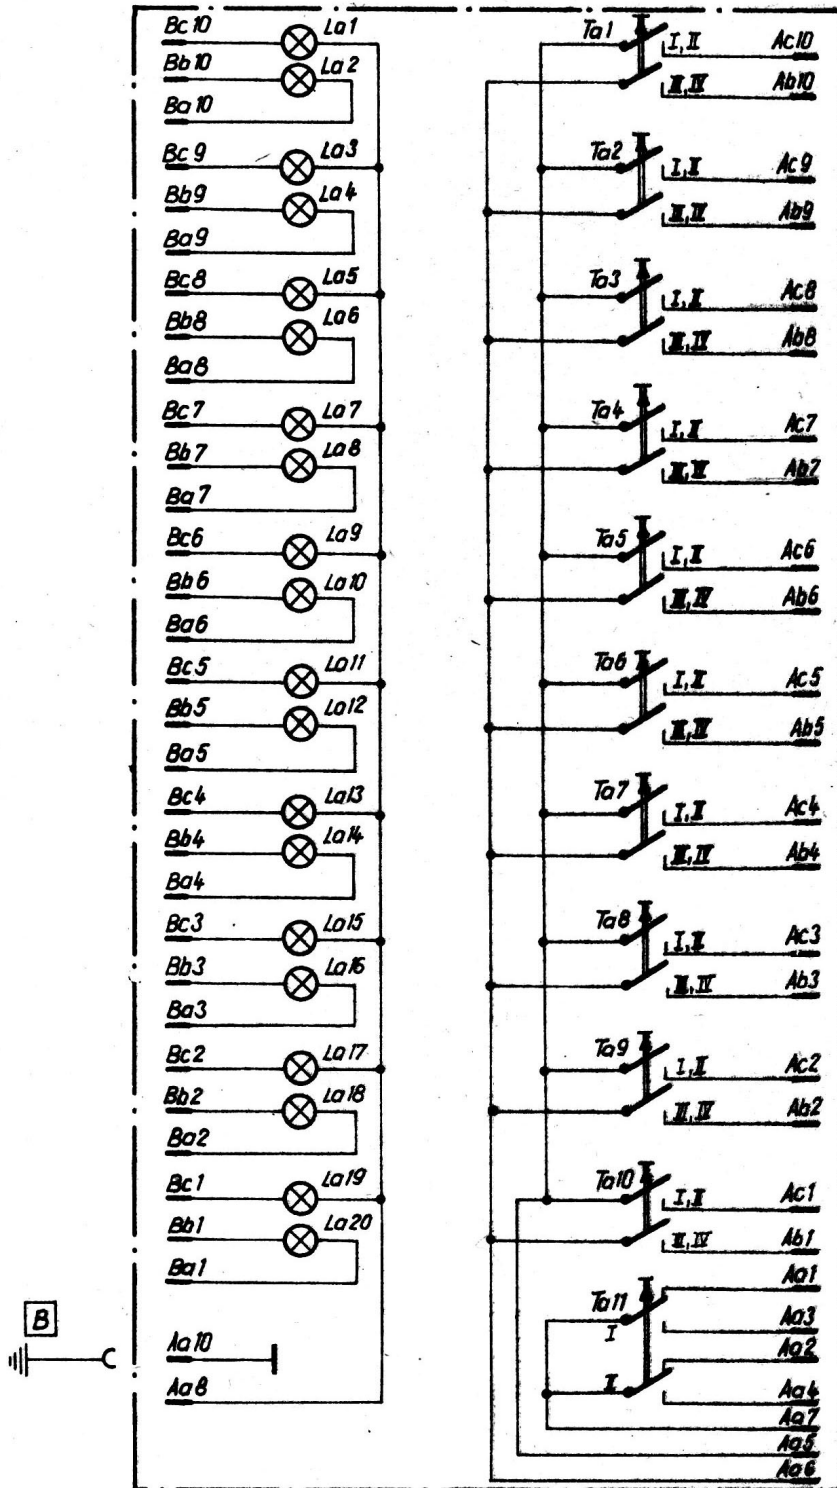 Bc10 La1
Bb10 La2
Ba10
Bc9 La3
Bb9 La4
Ba9
Bc8 La5
Bb8 La6
Ba8
Bc7 La7
Bb7 La8
Ba7
Bc6 La9
Bb6 La10
Ba6
Bc5 La11
Bb5 La12
Ba5
Bc4 La13
Bb4 La14
Ba4
Bc3 La15
Bb3 La16
Ba3
Bc2 La17
Bb2 La18
Ba2
Bc1 La19
Bb1 La20
Ba1
B
Aa10
Aa8
Ta1 I,II Ac10
III,IV Ab10
Ta2 I,II Ac9
III,IV Ab9
Ta3 I,II Ac8
III,IV Ab8
Ta4 I,II Ac7
III,IV Ab7
Ta5 I,II Ac6
III,IV Ab6
Ta6 I,II Ac5
III,IV Ab5
Ta7 I,II Ac4
III,IV Ab4
Ta8 I,II Ac3
III,IV Ab3
Ta9 I,II Ac2
III,IV Ab2
Ta10 I,II Ac1
III,IV Ab1
Aa1
Ta11
I Aa3
Aa2
II Aa4
Aa7
Aa5
Aa6